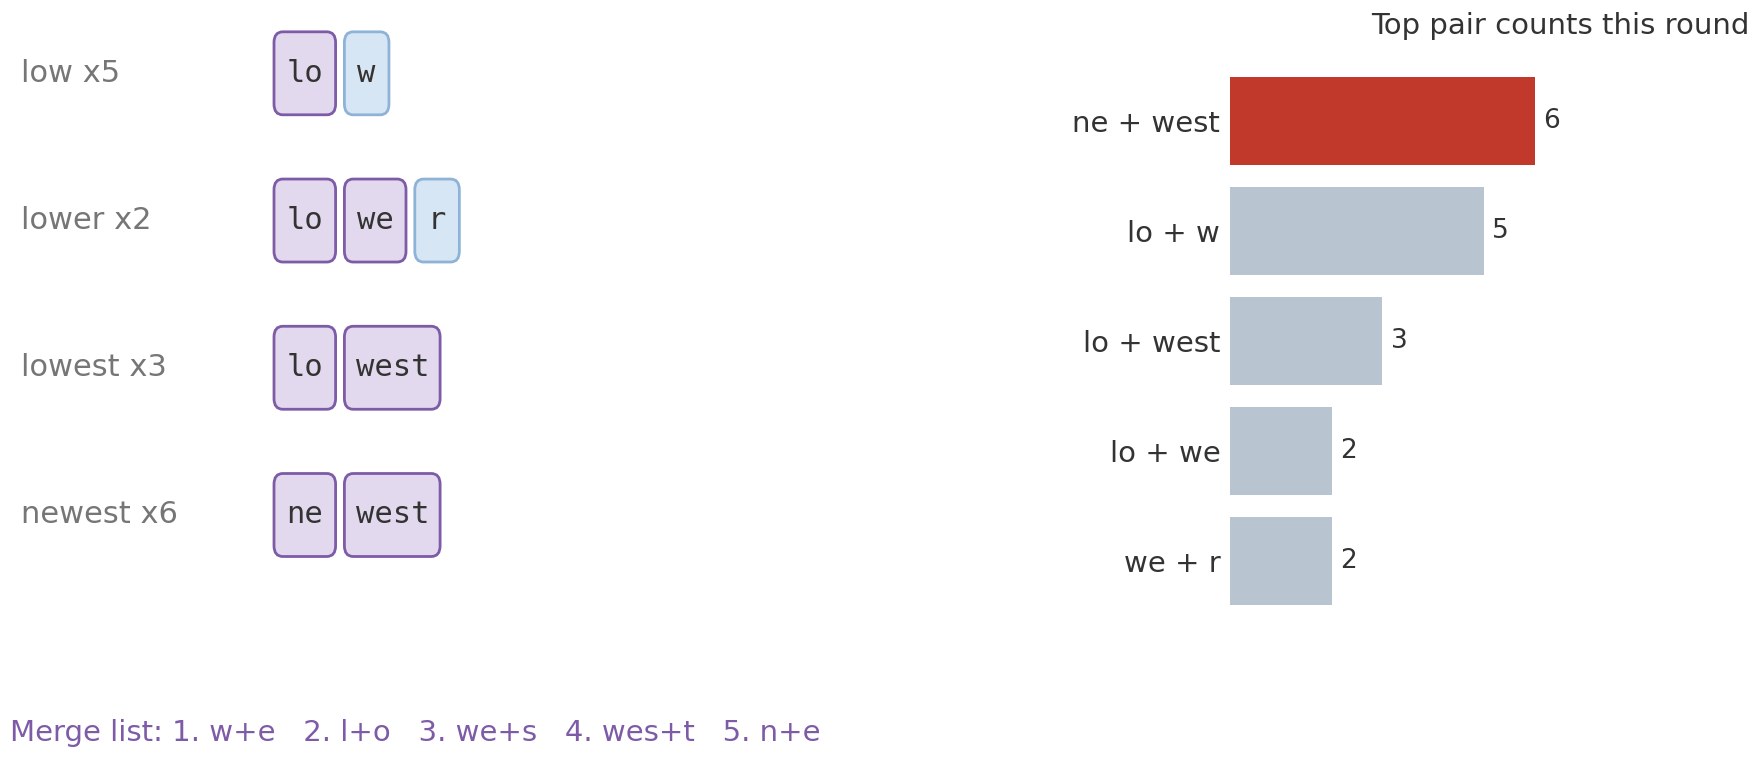 low x5 lo w
lower x2 lo we r
lowest x3 lo west
newest x6 ne west
Top pair counts this round
ne + west 6
lo + w 5
lo + west 3
lo + we 2
we + r 2
Merge list: 1. w+e 2. l+o 3. we+s 4. wes+t 5. n+e